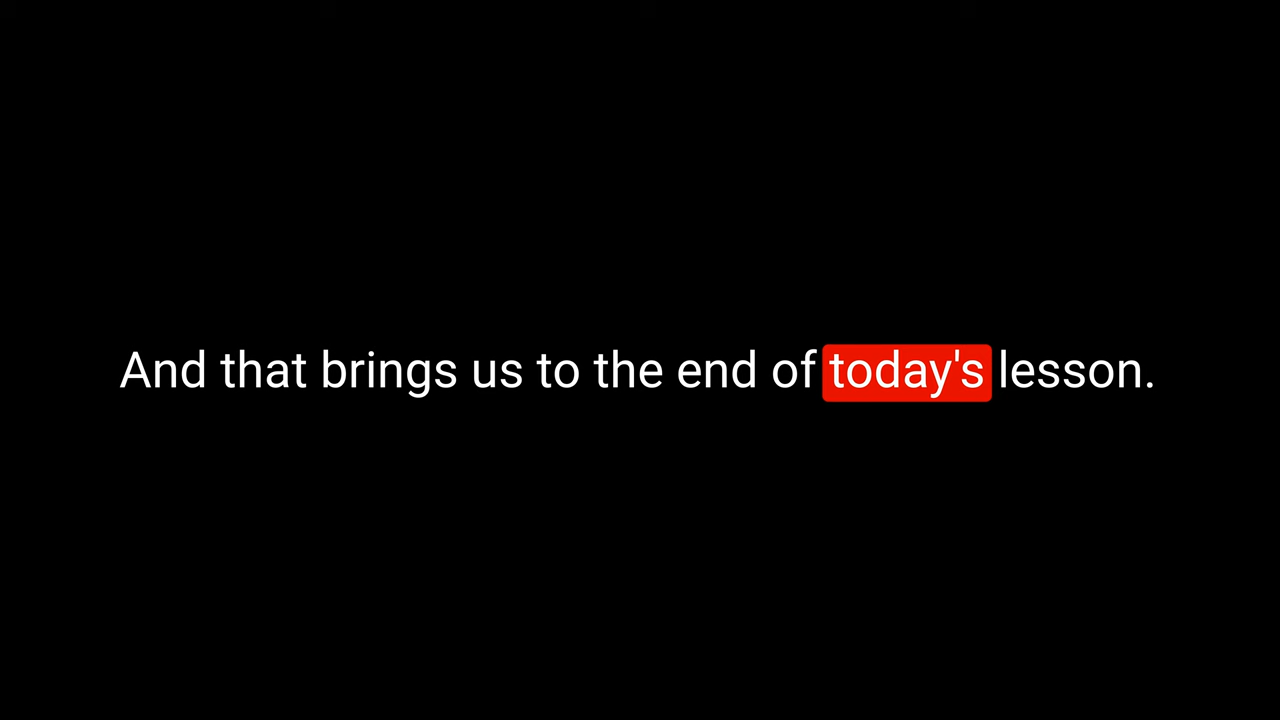 And that brings us to the end of today's lesson.